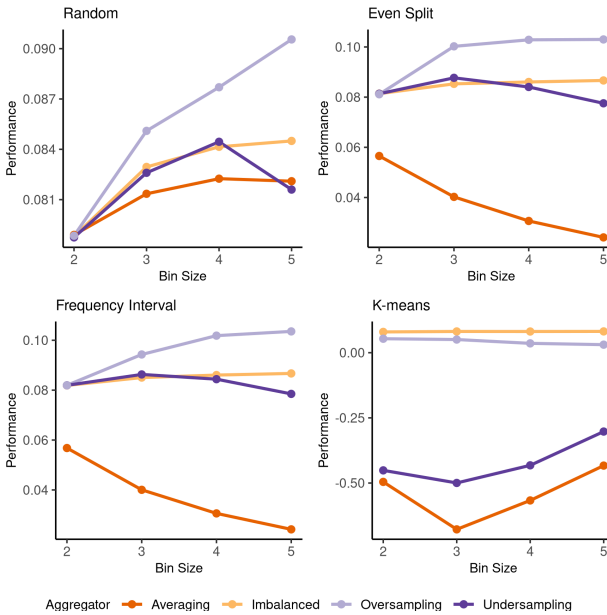 Random
Performance
0.090
0.087
0.084
0.081
2 3 4 5
Bin Size
Even Split
Performance
0.10
0.08
0.06
0.04
2 3 4 5
Bin Size
Frequency Interval
Performance
0.10
0.08
0.06
0.04
2 3 4 5
Bin Size
K-means
Performance
0.00
-0.25
-0.50
2 3 4 5
Bin Size
Aggregator Averaging Imbalanced Oversampling Undersampling